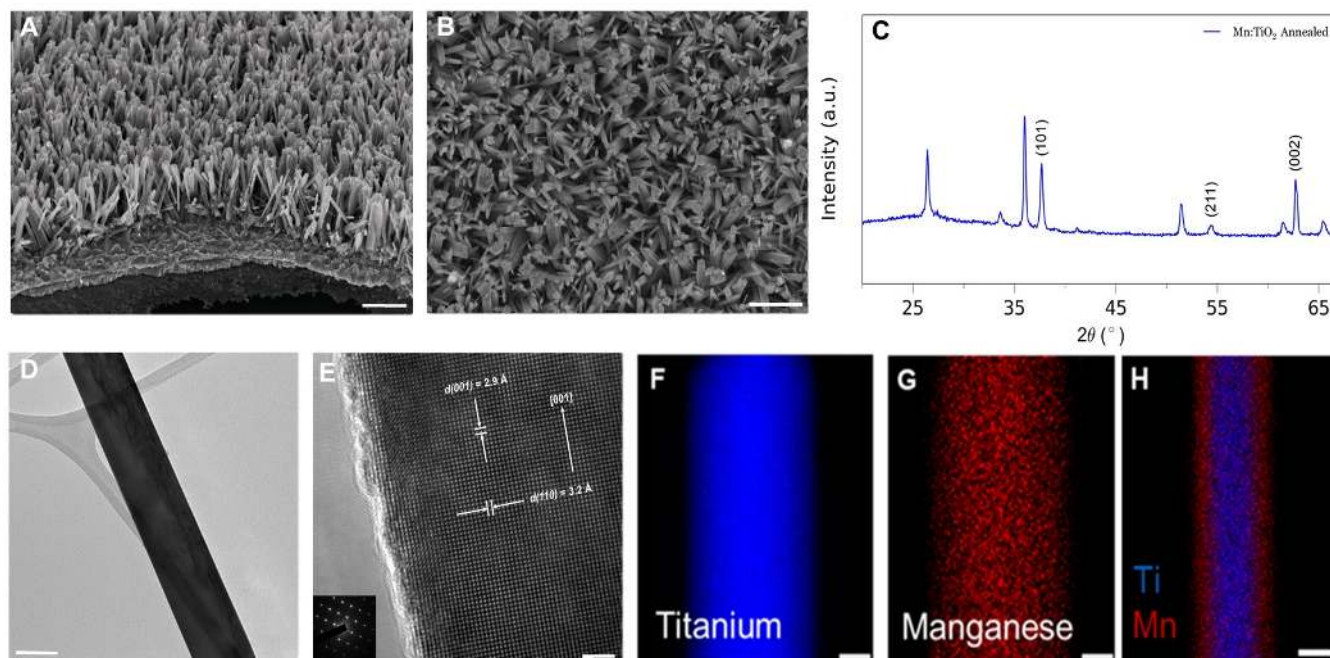 A
B
C
Mn:TiO₂ Annealed
Intensity (a.u.)
(101)
(211)
(002)
25 35 45 55 65
2θ (°)
D
E
d(001) = 2.9 Å
[001]
d(110) = 3.2 Å
F
Titanium
G
Manganese
H
Ti
Mn